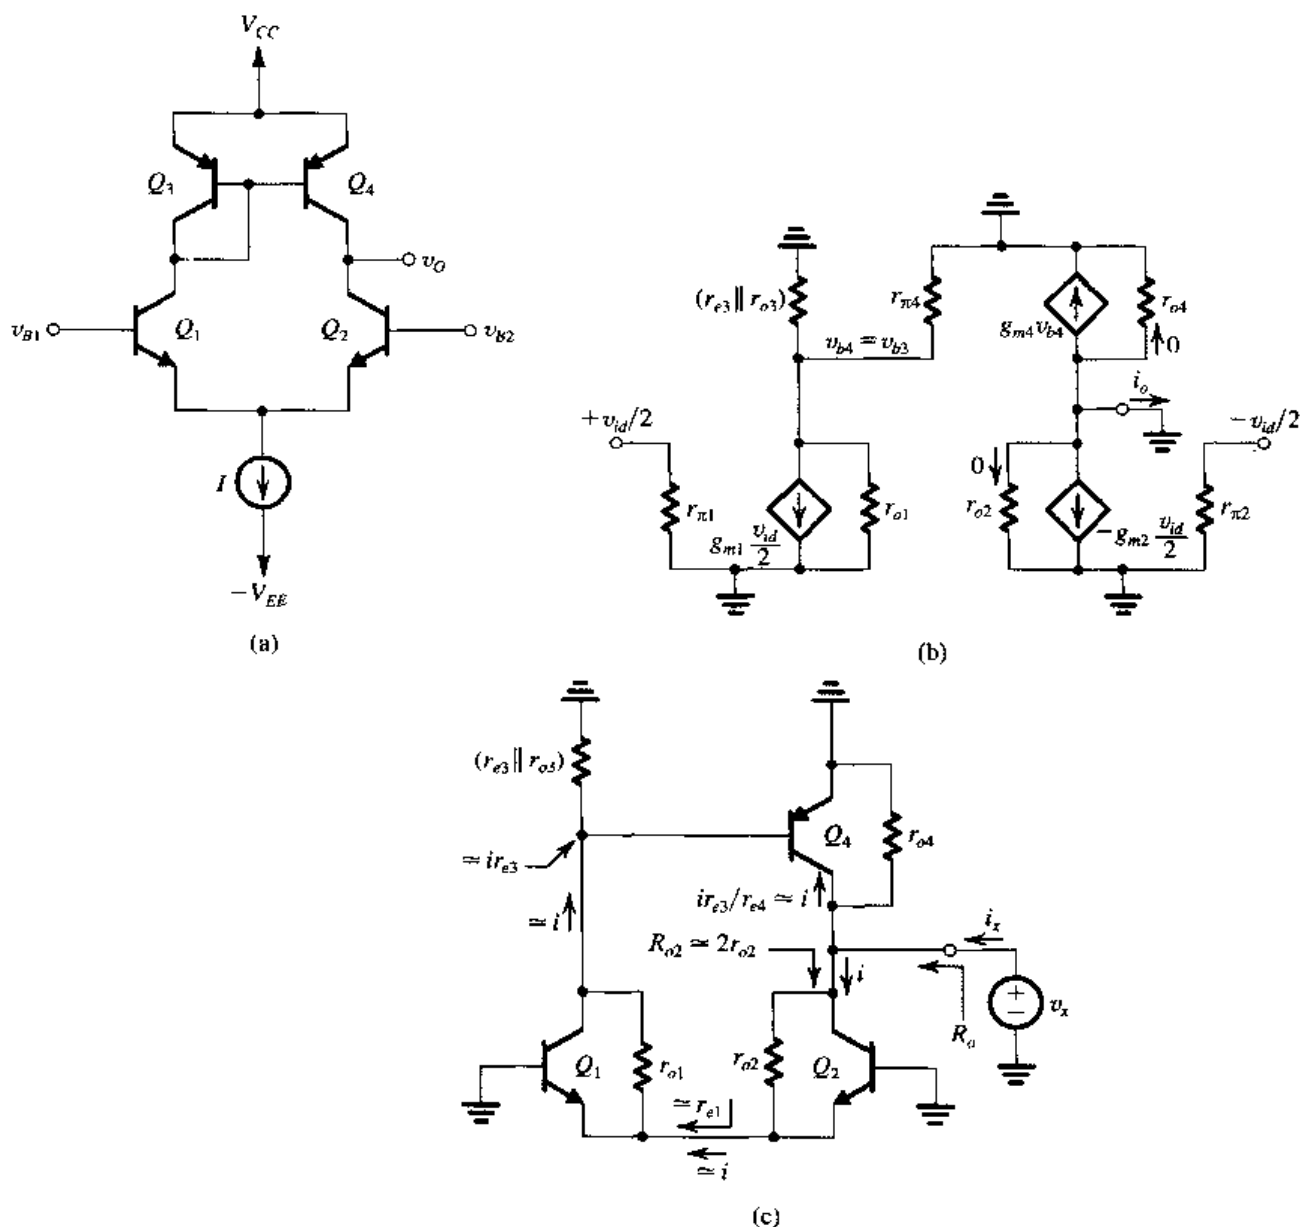 V_CC
Q_3
Q_4
v_O
v_B1
Q_1
Q_2
v_B2
I
−V_EE
(a)
(r_e3 ∥ r_o3)
r_π4
g_m4 v_b4
r_o4
0
v_b4 = v_b3
i_o
+v_id/2
−v_id/2
0
r_π1
g_m1 v_id/2
r_o1
r_o2
−g_m2 v_id/2
r_π2
(b)
(r_e3 ∥ r_o3)
Q_4
r_o4
≃ ir_e3
ir_e3/r_e4 ≃ i
≃ i
R_o2 ≃ 2r_o2
i
i_x
+
−
v_x
R_o
Q_1
r_o1
r_o2
Q_2
≃ r_e1
≃ i
(c)